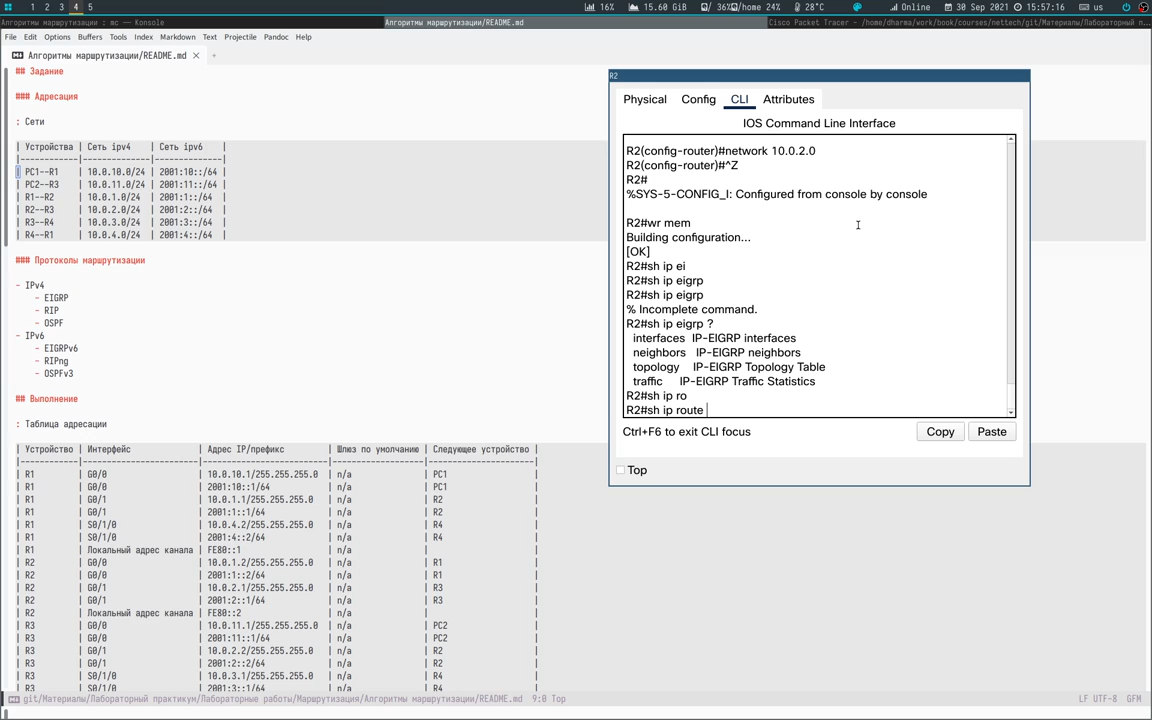 1 2 3 4 5 16% 15.60 GiB / 36% /home 24% 28°C Online 30 Sep 2021 15:57:16 us
Алгоритмы маршрутизации : mc — Konsole
Алгоритмы маршрутизации/README.md
Cisco Packet Tracer - /home/dharma/work/book/courset/nettech/git/Материалы/Лабораторный п...
File Edit Options Buffers Tools Index Markdown Text Projectile Pandoc Help
Алгоритмы маршрутизации/README.md × +
## Задание
### Адресация
: Сети
| Устройства | Сеть ipv4 | Сеть ipv6 |
|------------+--------------+--------------|
| PC1--R1 | 10.0.10.0/24 | 2001:10::/64 |
| PC2--R3 | 10.0.11.0/24 | 2001:11::/64 |
| R1--R2 | 10.0.1.0/24 | 2001:1::/64 |
| R2--R3 | 10.0.2.0/24 | 2001:2::/64 |
| R3--R4 | 10.0.3.0/24 | 2001:3::/64 |
| R4--R1 | 10.0.4.0/24 | 2001:4::/64 |
### Протоколы маршрутизации
- IPv4
- EIGRP
- RIP
- OSPF
- IPv6
- EIGRPv6
- RIPng
- OSPFv3
## Выполнение
: Таблица адресации
| Устройство | Интерфейс | Адрес IP/префикс | Шлюз по умолчанию | Следующее устройство |
| R1 | G0/0 | 10.0.10.1/255.255.255.0 | n/a | PC1 |
| R1 | G0/0 | 2001:10::1/64 | n/a | PC1 |
| R1 | G0/1 | 10.0.1.1/255.255.255.0 | n/a | R2 |
| R1 | G0/1 | 2001:1::1/64 | n/a | R2 |
| R1 | S0/1/0 | 10.0.4.2/255.255.255.0 | n/a | R4 |
| R1 | S0/1/0 | 2001:4::2/64 | n/a | R4 |
| R1 | Локальный адрес канала | FE80::1 | n/a | |
| R2 | G0/0 | 10.0.1.2/255.255.255.0 | n/a | R1 |
| R2 | G0/0 | 2001:1::2/64 | n/a | R1 |
| R2 | G0/1 | 10.0.2.1/255.255.255.0 | n/a | R3 |
| R2 | G0/1 | 2001:2::1/64 | n/a | R3 |
| R2 | Локальный адрес канала | FE80::2 | n/a | |
| R3 | G0/0 | 10.0.11.1/255.255.255.0 | n/a | PC2 |
| R3 | G0/0 | 2001:11::1/64 | n/a | PC2 |
| R3 | G0/1 | 10.0.2.2/255.255.255.0 | n/a | R2 |
| R3 | G0/1 | 2001:2::2/64 | n/a | R2 |
| R3 | S0/1/0 | 10.0.3.1/255.255.255.0 | n/a | R4 |
| R3 | S0/1/0 | 2001:3::1/64 | n/a | R4 |
git/Материалы/Лабораторный практикум/Лабораторные работы/Маршрутизация/Алгоритмы маршрутизации/README.md 9:0 Top LF UTF-8 GFM
R2
Physical Config CLI Attributes
IOS Command Line Interface
R2(config-router)#network 10.0.2.0
R2(config-router)#^Z
R2#
%SYS-5-CONFIG_I: Configured from console by console
R2#wr mem
Building configuration...
[OK]
R2#sh ip ei
R2#sh ip eigrp
R2#sh ip eigrp
% Incomplete command.
R2#sh ip eigrp ?
interfaces IP-EIGRP interfaces
neighbors IP-EIGRP neighbors
topology IP-EIGRP Topology Table
traffic IP-EIGRP Traffic Statistics
R2#sh ip ro
R2#sh ip route
Ctrl+F6 to exit CLI focus
Copy Paste
Top